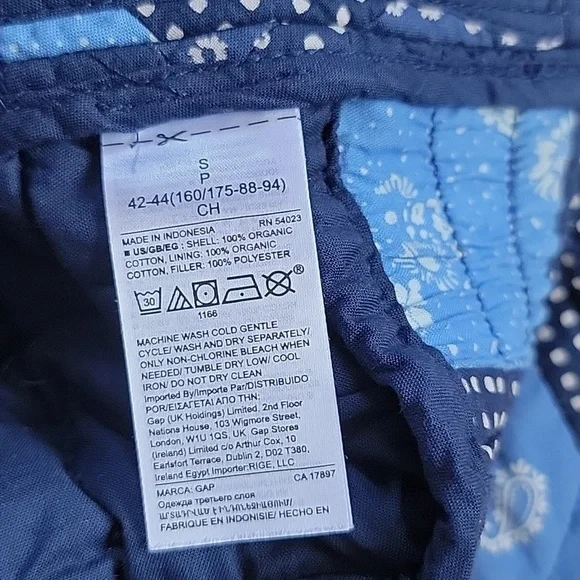 S
P
42-44(160/175-88-94)
CH
MADE IN INDONESIA RN 54023
■ US/GB/EG : SHELL: 100% ORGANIC
COTTON, LINING: 100% ORGANIC
COTTON, FILLER: 100% POLYESTER
30
®
1166
MACHINE WASH COLD GENTLE
CYCLE/ WASH AND DRY SEPARATELY/
ONLY NON-CHLORINE BLEACH WHEN
NEEDED/ TUMBLE DRY LOW/ COOL
IRON/ DO NOT DRY CLEAN
Imported By/Importe Par/DISTRIBUIDO
POR/ΕΙΣΑΓΕΤΑΙ ΑΠΟ ΤΗΝ:
Gap (UK Holdings) Limited, 2nd Floor
Nations House, 103 Wigmore Street,
London, W1U 1QS, UK. Gap Stores
(Ireland) Limited c/o Arthur Cox, 10
Earlsfort Terrace, Dublin 2, D02 T380,
Ireland Egypt Importer:RIGE, LLC
MARCA: GAP CA 17897
Одежда третьего слоя
ԱՐՏԱԴՐՎԱԾ Է ԻՆԴՈՆԵԶԻԱՅՈՒՄ/
FABRIQUE EN INDONESIE/ HECHO EN